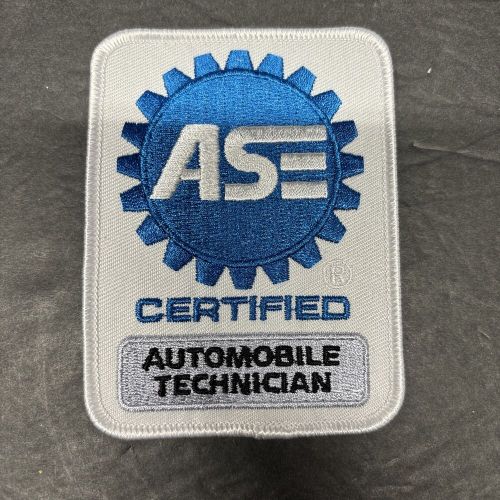 ASE
®
CERTIFIED
AUTOMOBILE
TECHNICIAN